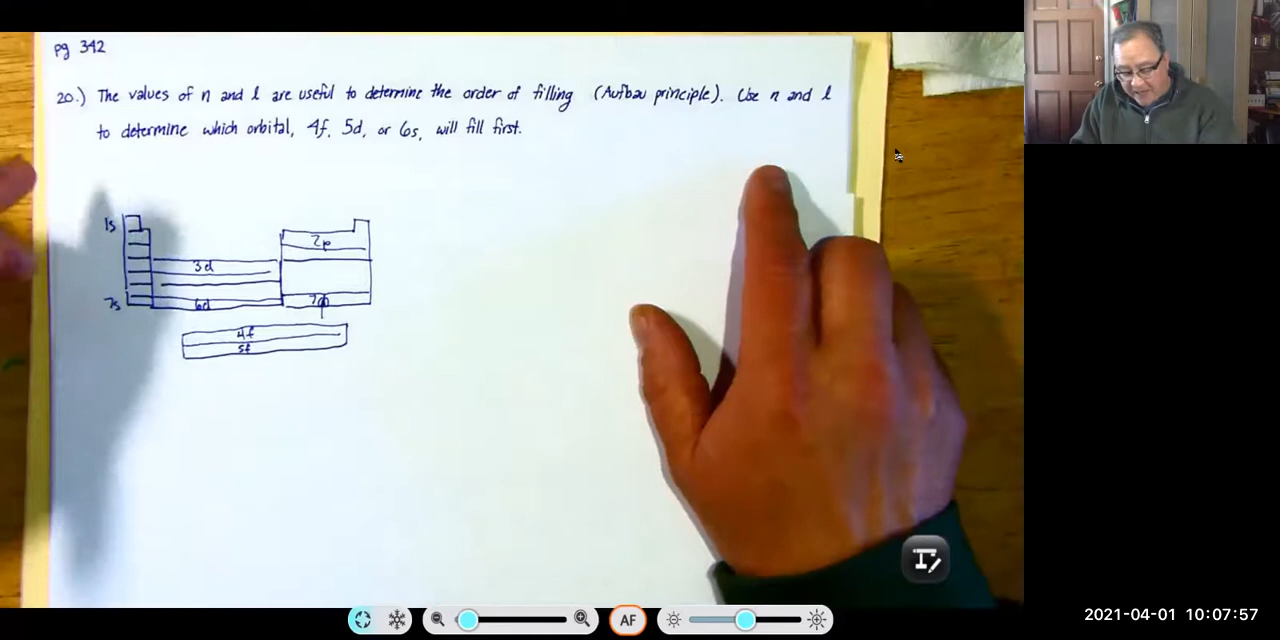 pg 342
20.) The values of n and l are useful to determine the order of filling (Aufbau principle). Use n and l
to determine which orbital, 4f, 5d, or 6s, will fill first.
1s
2p
3d
7s
6d
7p
4f
5f
AF
2021-04-01 10:07:57